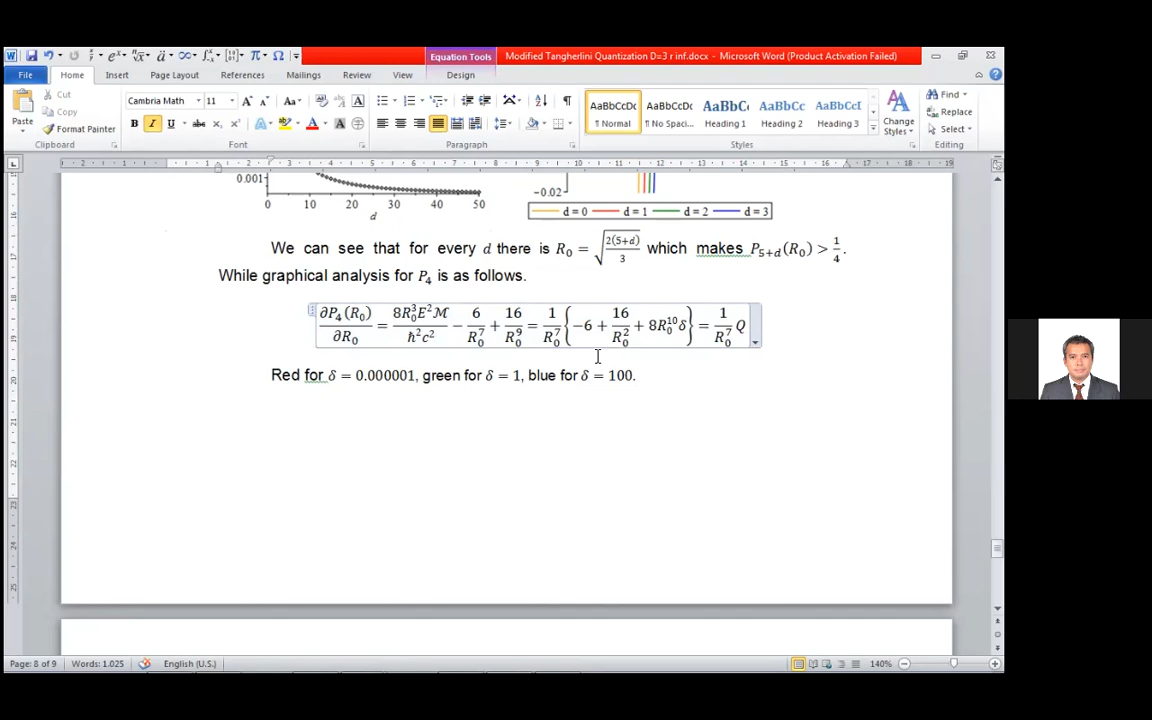 Equation Tools
Modified Tangherlini Quantization D=3 r inf.docx - Microsoft Word (Product Activation Failed)
File Home Insert Page Layout References Mailings Review View Design
Paste
Cut
Copy
Format Painter
Clipboard
Cambria Math 11
Font
Paragraph
AaBbCcDc AaBbCcDc AaBbCc AaBbCc AaBbCcI
¶ Normal ¶ No Spaci... Heading 1 Heading 2 Heading 3
Change Styles
Styles
Find
Replace
Select
Editing
0.001
0 10 20 30 40 50
d
−0.02
d = 0 d = 1 d = 2 d = 3
We can see that for every d there is R₀ = √(2(5+d)/3) which makes P₅₊d(R₀) > 1/4.
While graphical analysis for P₄ is as follows.
∂P₄(R₀)/∂R₀ = 8R₀³E²ℳ/ħ²c² − 6/R₀⁷ + 16/R₀⁹ = 1/R₀⁷ {−6 + 16/R₀² + 8R₀¹⁰δ} = 1/R₀⁷ Q
Red for δ = 0.000001, green for δ = 1, blue for δ = 100.
Page: 8 of 9 Words: 1.025 English (U.S.) 140%